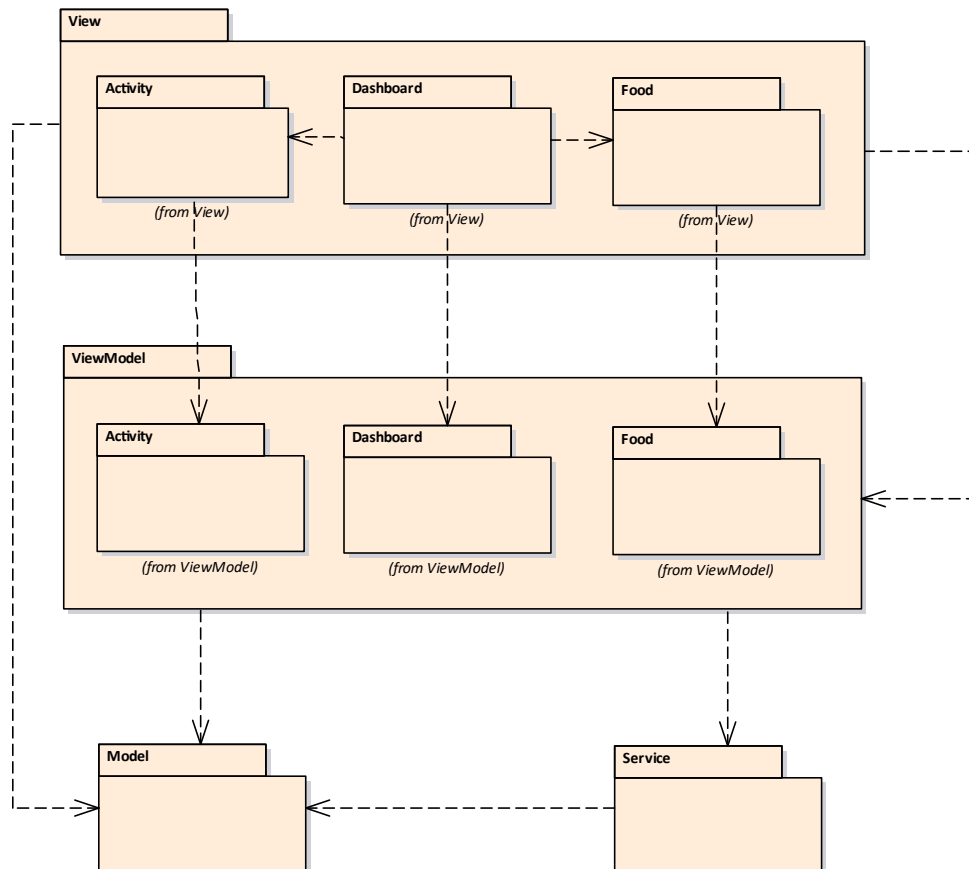 View
Activity
Dashboard
Food
(from View)
(from View)
(from View)
ViewModel
Activity
Dashboard
Food
(from ViewModel)
(from ViewModel)
(from ViewModel)
Model
Service